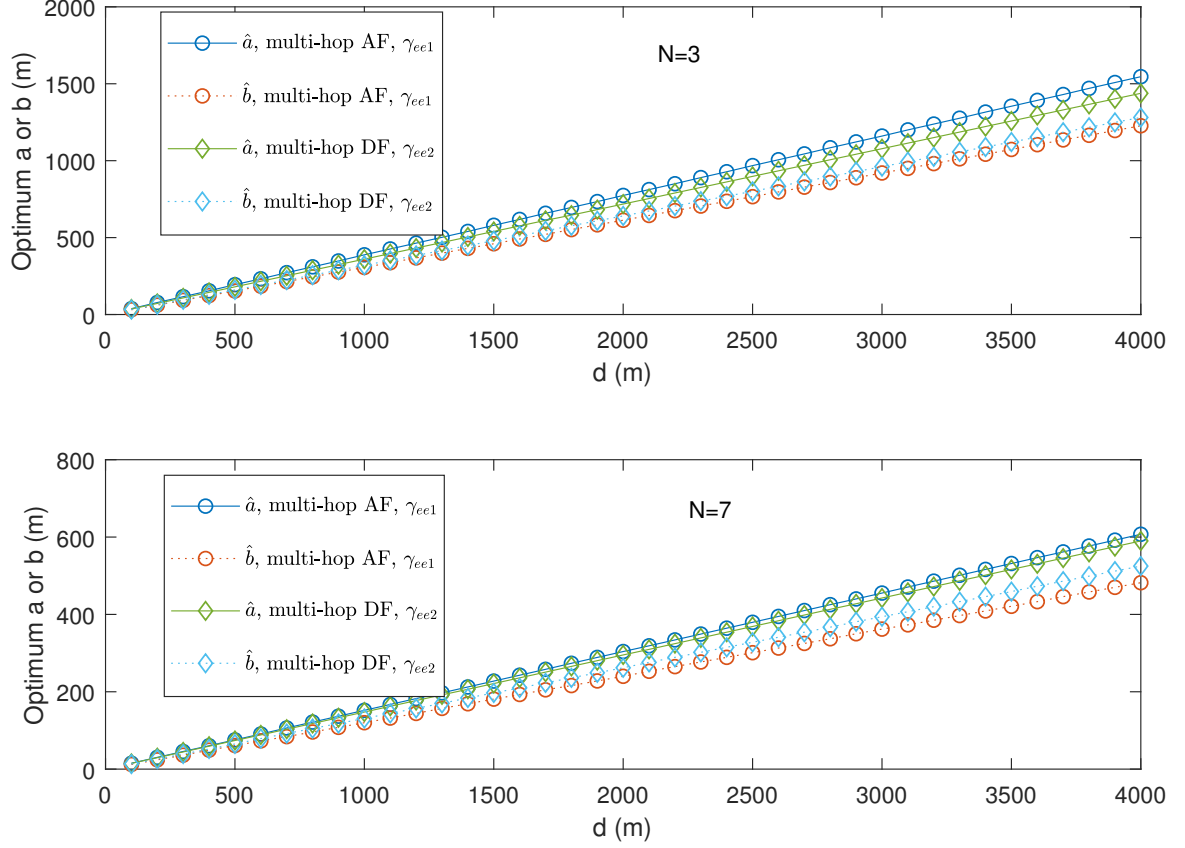 2000
1500
1000
500
0
Optimum a or b (m)
â, multi-hop AF, γee1
b̂, multi-hop AF, γee1
â, multi-hop DF, γee2
b̂, multi-hop DF, γee2
N=3
0 500 1000 1500 2000 2500 3000 3500 4000
d (m)
800
600
400
200
0
Optimum a or b (m)
â, multi-hop AF, γee1
b̂, multi-hop AF, γee1
â, multi-hop DF, γee2
b̂, multi-hop DF, γee2
N=7
0 500 1000 1500 2000 2500 3000 3500 4000
d (m)